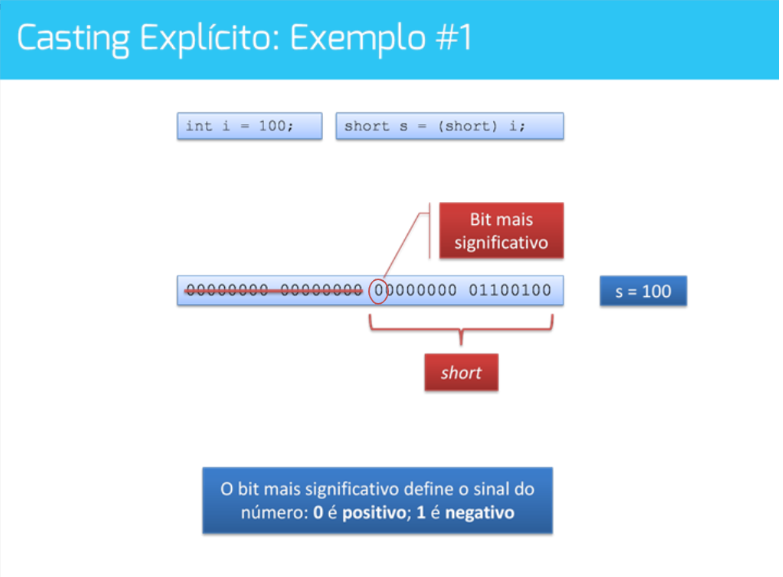 Casting Explícito: Exemplo #1
int i = 100;
short s = (short) i;
Bit mais
significativo
00000000 00000000 00000000 01100100
s = 100
short
O bit mais significativo define o sinal do
número: 0 é positivo; 1 é negativo